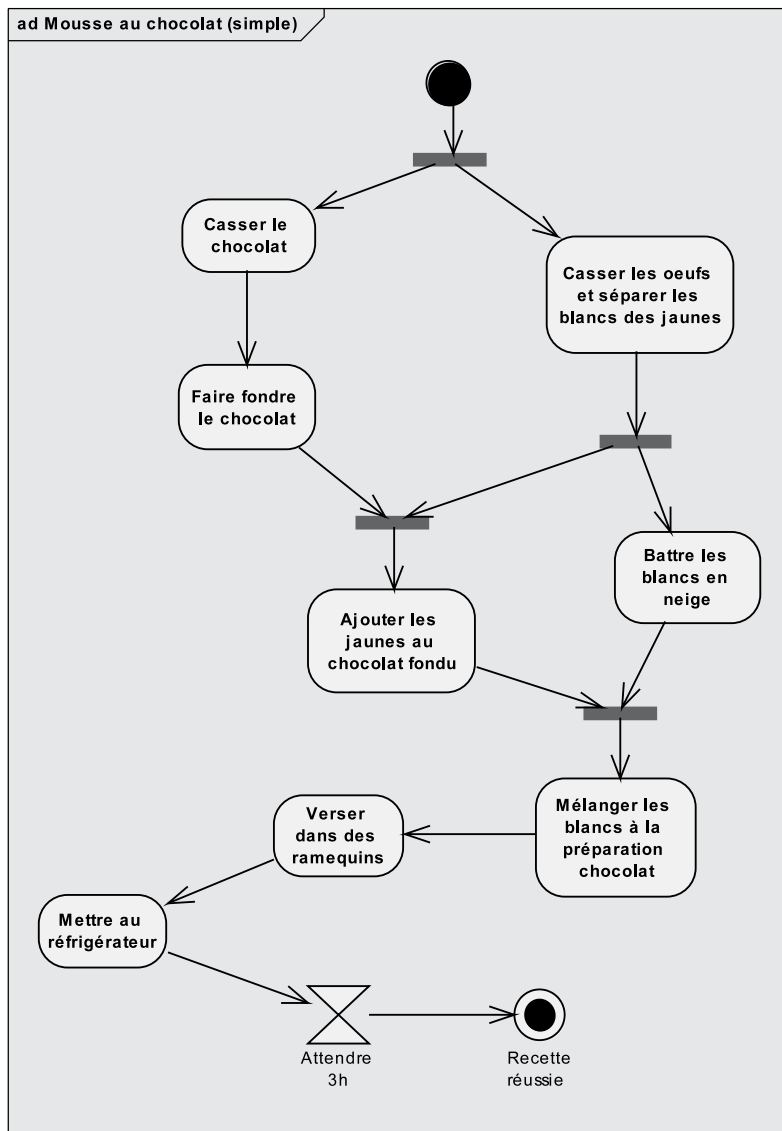 ad Mousse au chocolat (simple)
Casser le
chocolat
Casser les oeufs
et séparer les
blancs des jaunes
Faire fondre
le chocolat
Battre les
blancs en
neige
Ajouter les
jaunes au
chocolat fondu
Mélanger les
blancs à la
préparation
chocolat
Verser
dans des
ramequins
Mettre au
réfrigérateur
Attendre
3h
Recette
réussie